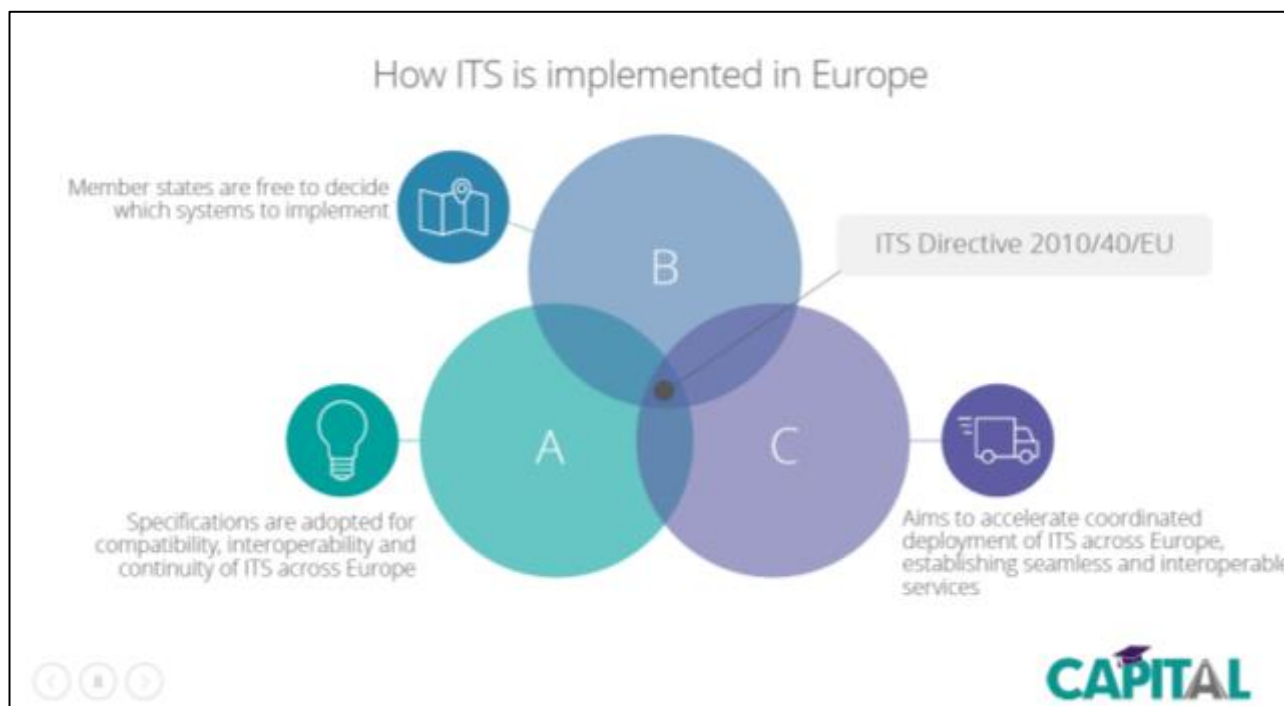 How ITS is implemented in Europe
Member states are free to decide
which systems to implement
B
ITS Directive 2010/40/EU
A
C
Specifications are adopted for
compatibility, interoperability and
continuity of ITS across Europe
Aims to accelerate coordinated
deployment of ITS across Europe,
establishing seamless and interoperable
services
8
CAPITAL